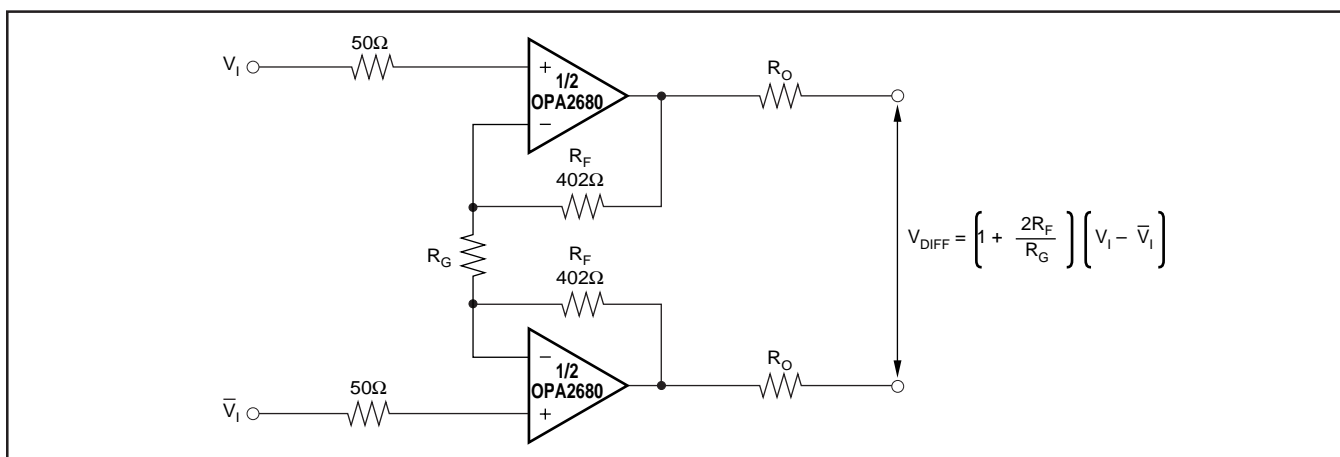 50Ω
V_I
+
1/2
OPA2680
−
R_O
R_F
402Ω
R_G
V_DIFF = (1 + 2R_F / R_G) (V_I − V̅_I)
R_F
402Ω
−
1/2
OPA2680
+
R_O
50Ω
V̅_I